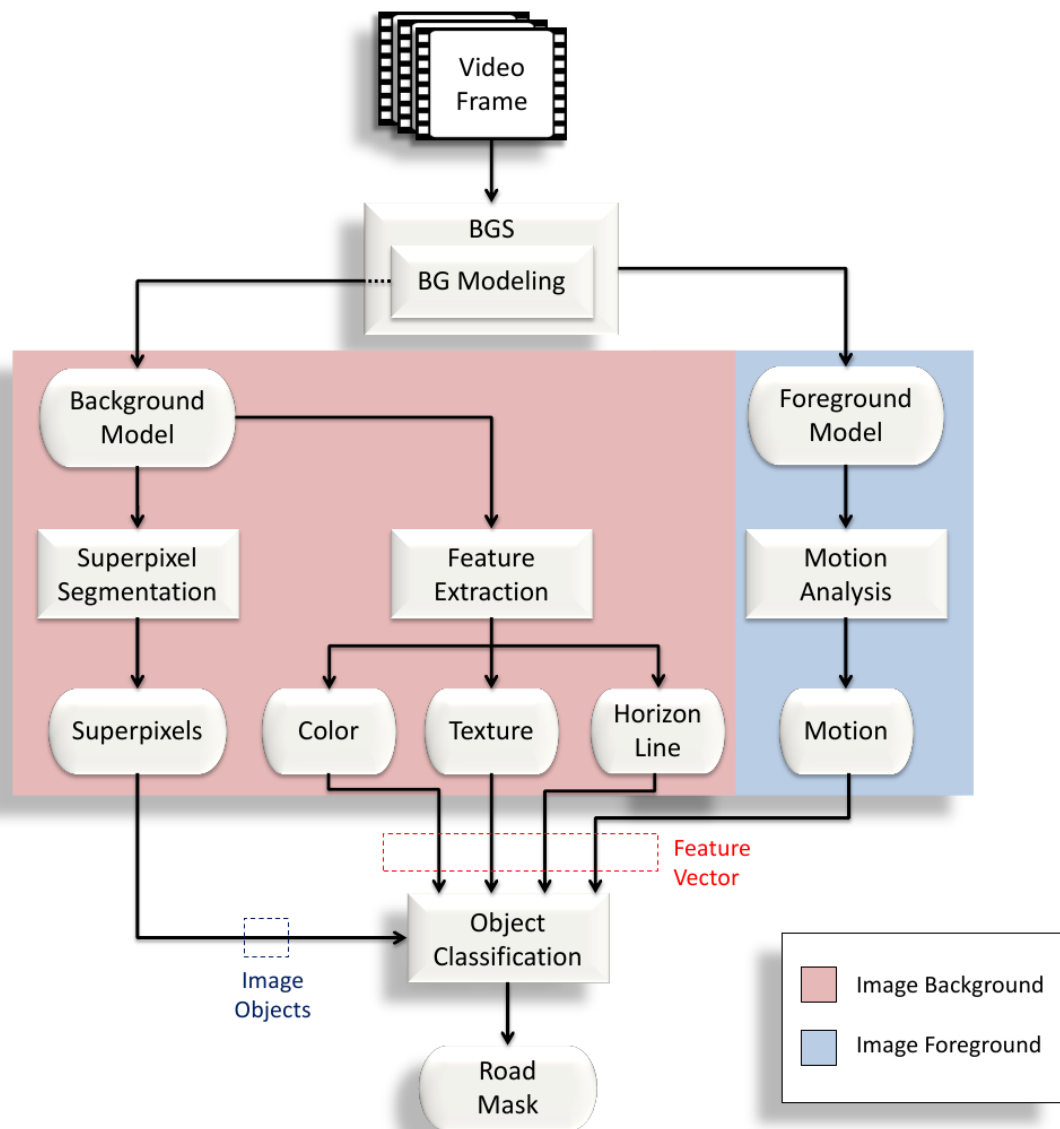 Video
Frame
BGS
BG Modeling
Background
Model
Foreground
Model
Superpixel
Segmentation
Feature
Extraction
Motion
Analysis
Superpixels
Color
Texture
Horizon
Line
Motion
Feature
Vector
Object
Classification
Image
Objects
Image Background
Image Foreground
Road
Mask